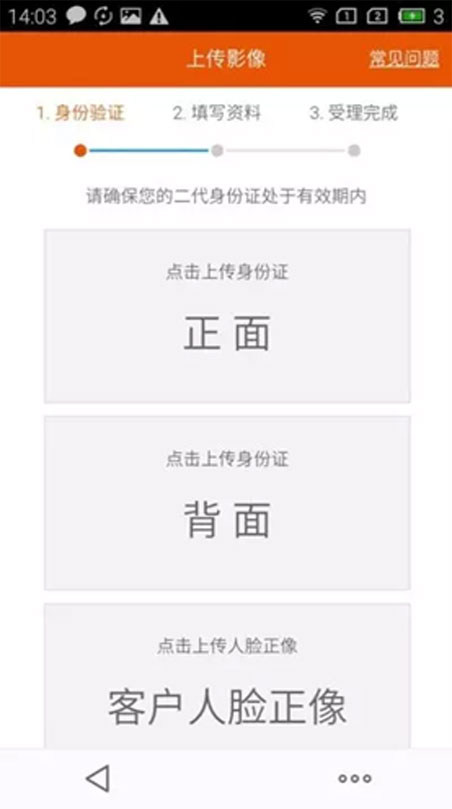 14:03 1 2 3
上传影像 常见问题
1. 身份验证 2. 填写资料 3. 受理完成
请确保您的二代身份证处于有效期内
点击上传身份证
正 面
点击上传身份证
背 面
点击上传人脸正像
客户人脸正像